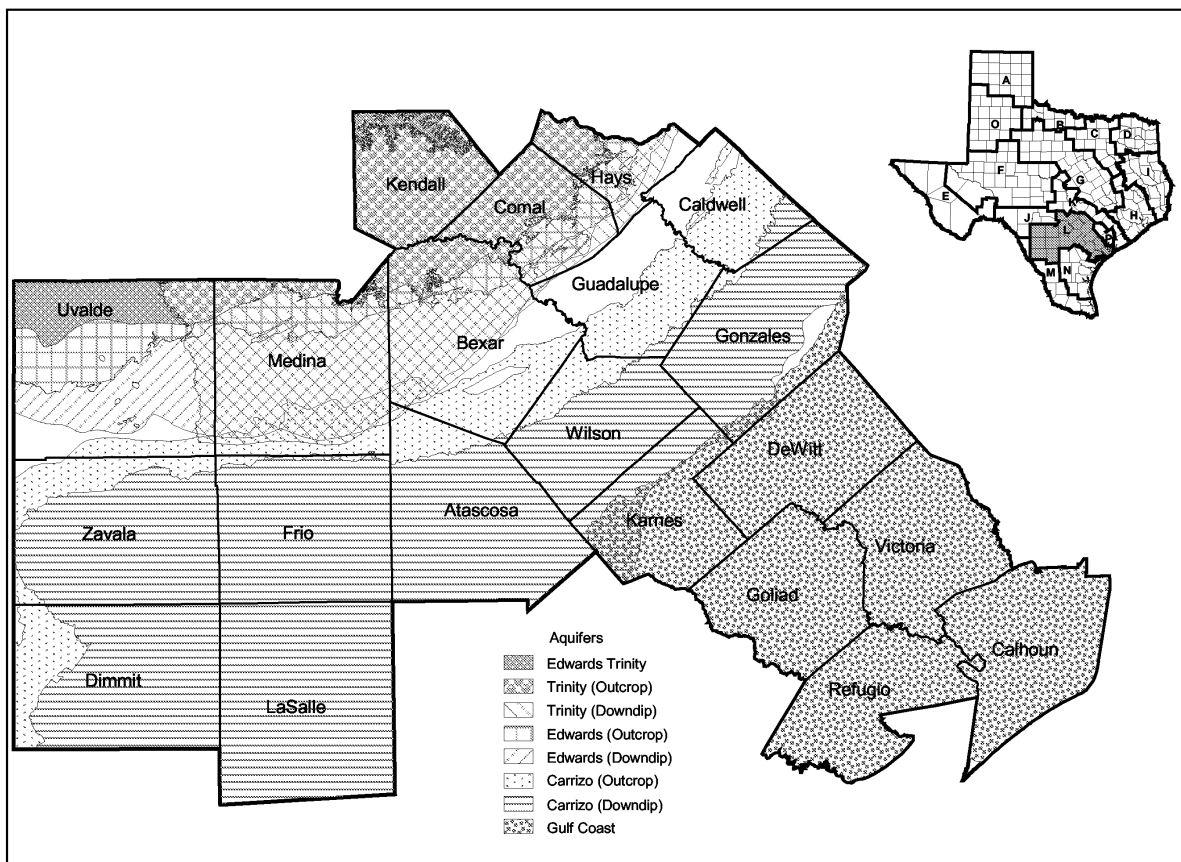 Kendall
Hays
Comal
Caldwell
Guadalupe
Uvalde
Medina
Bexar
Gonzales
Wilson
DeWitt
Zavala
Frio
Atascosa
Karnes
Victoria
Goliad
Calhoun
Refugio
Dimmit
LaSalle
Aquifers
Edwards Trinity
Trinity (Outcrop)
Trinity (Downdip)
Edwards (Outcrop)
Edwards (Downdip)
Carrizo (Outcrop)
Carrizo (Downdip)
Gulf Coast
A
O
B
C
D
F
G
I
E
K
H
J
L
P
M
N